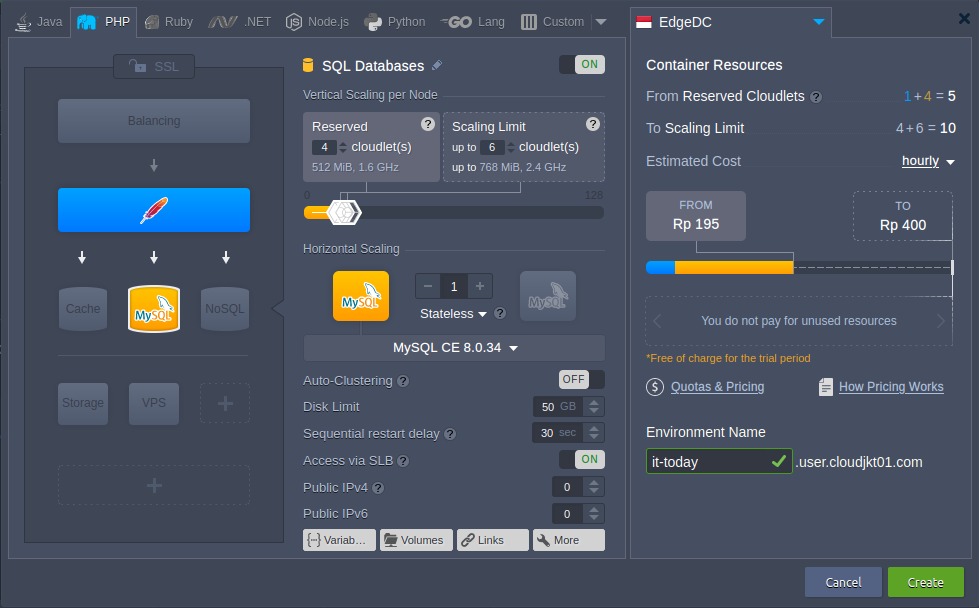 Java
PHP
Ruby
.NET
Node.js
Python
Lang
Custom
EdgeDC
SSL
Balancing
Cache
MySQL
NoSQL
Storage
VPS
SQL Databases
ON
Vertical Scaling per Node
Reserved ?
4 cloudlet(s)
512 MiB, 1.6 GHz
Scaling Limit ?
up to 6 cloudlet(s)
up to 768 MiB, 2.4 GHz
0 128
Horizontal Scaling
MySQL
1
Stateless ?
MySQL
MySQL CE 8.0.34
Auto-Clustering ? OFF
Disk Limit 50 GB
Sequential restart delay ? 30 sec
Access via SLB ? ON
Public IPv4 ? 0
Public IPv6 0
Variab...
Volumes
Links
More
Container Resources
From Reserved Cloudlets ? 1 + 4 = 5
To Scaling Limit 4 + 6 = 10
Estimated Cost hourly
FROM
Rp 195
TO
Rp 400
You do not pay for unused resources
*Free of charge for the trial period
$ Quotas & Pricing
How Pricing Works
Environment Name
it-today .user.cloudjkt01.com
Cancel
Create